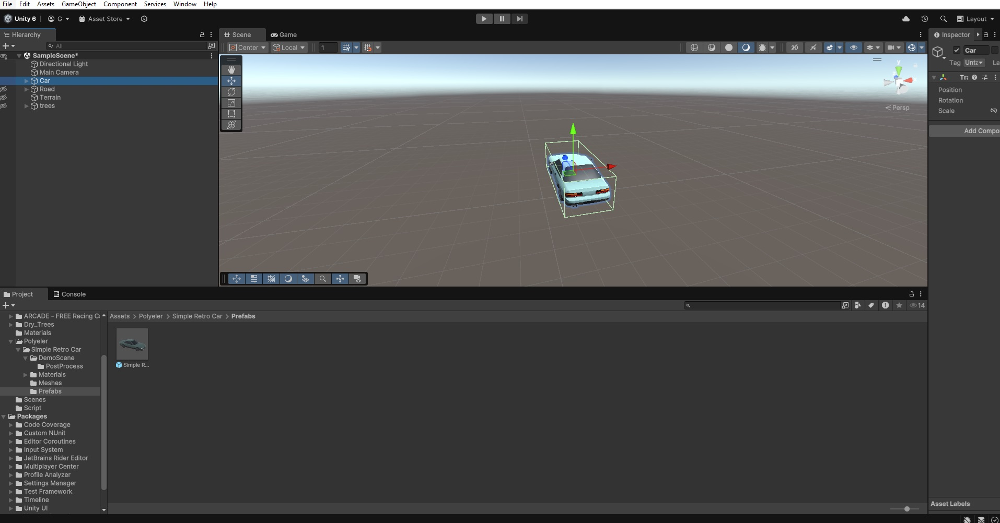 File Edit Assets GameObject Component Services Window Help
Unity 6 G Asset Store Layout
Hierarchy
All
SampleScene*
Directional Light
Main Camera
Car
Road
Terrain
trees
Scene Game
Center Local 1 2D
y
x
Persp
Inspector
Car
Tag Unta La
Tra
Position
Rotation
Scale
Add Compo
Project Console
14
ARCADE - FREE Racing Ca
Dry_Trees
Materials
Polyeler
Simple Retro Car
DemoScene
PostProcess
Materials
Meshes
Prefabs
Scenes
Script
Packages
Code Coverage
Custom NUnit
Editor Coroutines
Input System
JetBrains Rider Editor
Multiplayer Center
Profile Analyzer
Settings Manager
Test Framework
Timeline
Unity UI
Assets > Polyeler > Simple Retro Car > Prefabs
Simple R...
Asset Labels